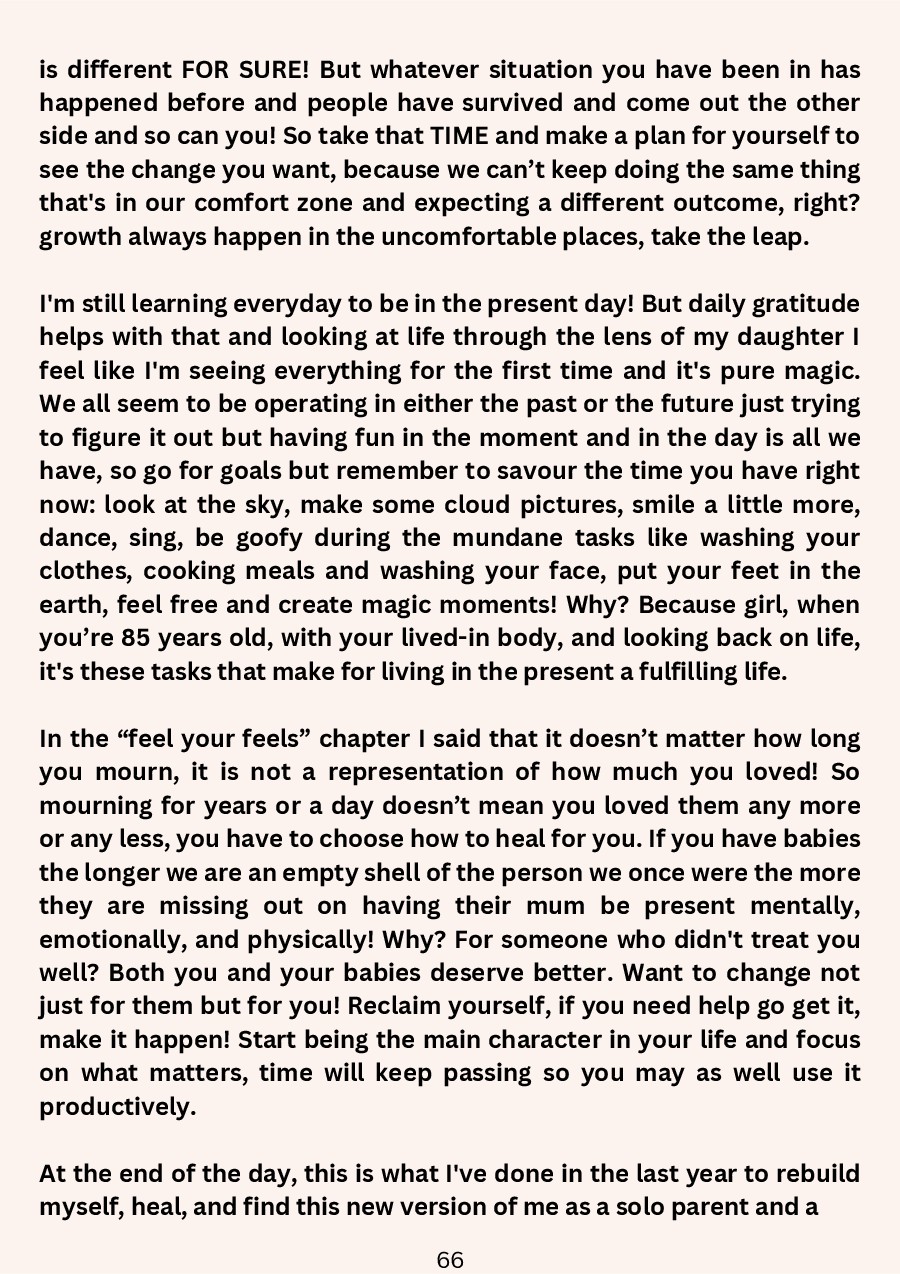 is different FOR SURE! But whatever situation you have been in has
happened before and people have survived and come out the other
side and so can you! So take that TIME and make a plan for yourself to
see the change you want, because we can’t keep doing the same thing
that's in our comfort zone and expecting a different outcome, right?
growth always happen in the uncomfortable places, take the leap.

I'm still learning everyday to be in the present day! But daily gratitude
helps with that and looking at life through the lens of my daughter I
feel like I'm seeing everything for the first time and it's pure magic.
We all seem to be operating in either the past or the future just trying
to figure it out but having fun in the moment and in the day is all we
have, so go for goals but remember to savour the time you have right
now: look at the sky, make some cloud pictures, smile a little more,
dance, sing, be goofy during the mundane tasks like washing your
clothes, cooking meals and washing your face, put your feet in the
earth, feel free and create magic moments! Why? Because girl, when
you’re 85 years old, with your lived-in body, and looking back on life,
it's these tasks that make for living in the present a fulfilling life.

In the “feel your feels” chapter I said that it doesn’t matter how long
you mourn, it is not a representation of how much you loved! So
mourning for years or a day doesn’t mean you loved them any more
or any less, you have to choose how to heal for you. If you have babies
the longer we are an empty shell of the person we once were the more
they are missing out on having their mum be present mentally,
emotionally, and physically! Why? For someone who didn't treat you
well? Both you and your babies deserve better. Want to change not
just for them but for you! Reclaim yourself, if you need help go get it,
make it happen! Start being the main character in your life and focus
on what matters, time will keep passing so you may as well use it
productively.

At the end of the day, this is what I've done in the last year to rebuild
myself, heal, and find this new version of me as a solo parent and a
66